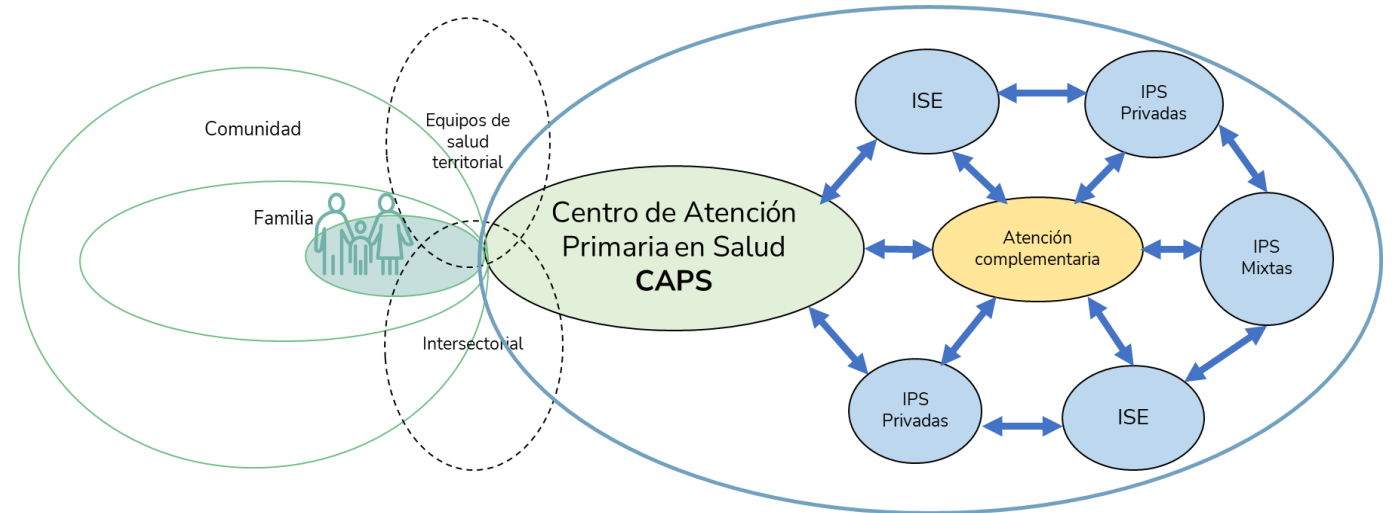 Comunidad
Familia
Equipos de
salud
territorial
Intersectorial
Centro de Atención
Primaria en Salud
CAPS
ISE
IPS
Privadas
Atención
complementaria
IPS
Mixtas
IPS
Privadas
ISE